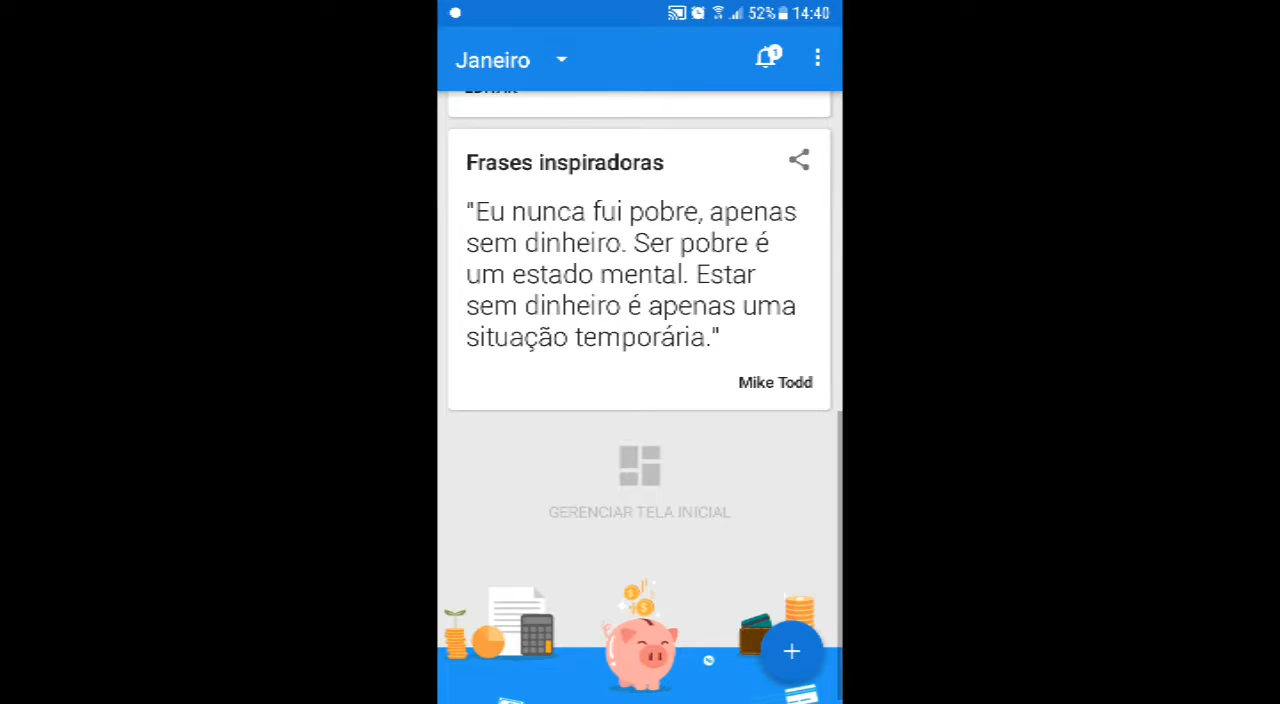 52% 14:40
Janeiro
1
Frases inspiradoras
"Eu nunca fui pobre, apenas
sem dinheiro. Ser pobre é
um estado mental. Estar
sem dinheiro é apenas uma
situação temporária."
Mike Todd
GERENCIAR TELA INICIAL